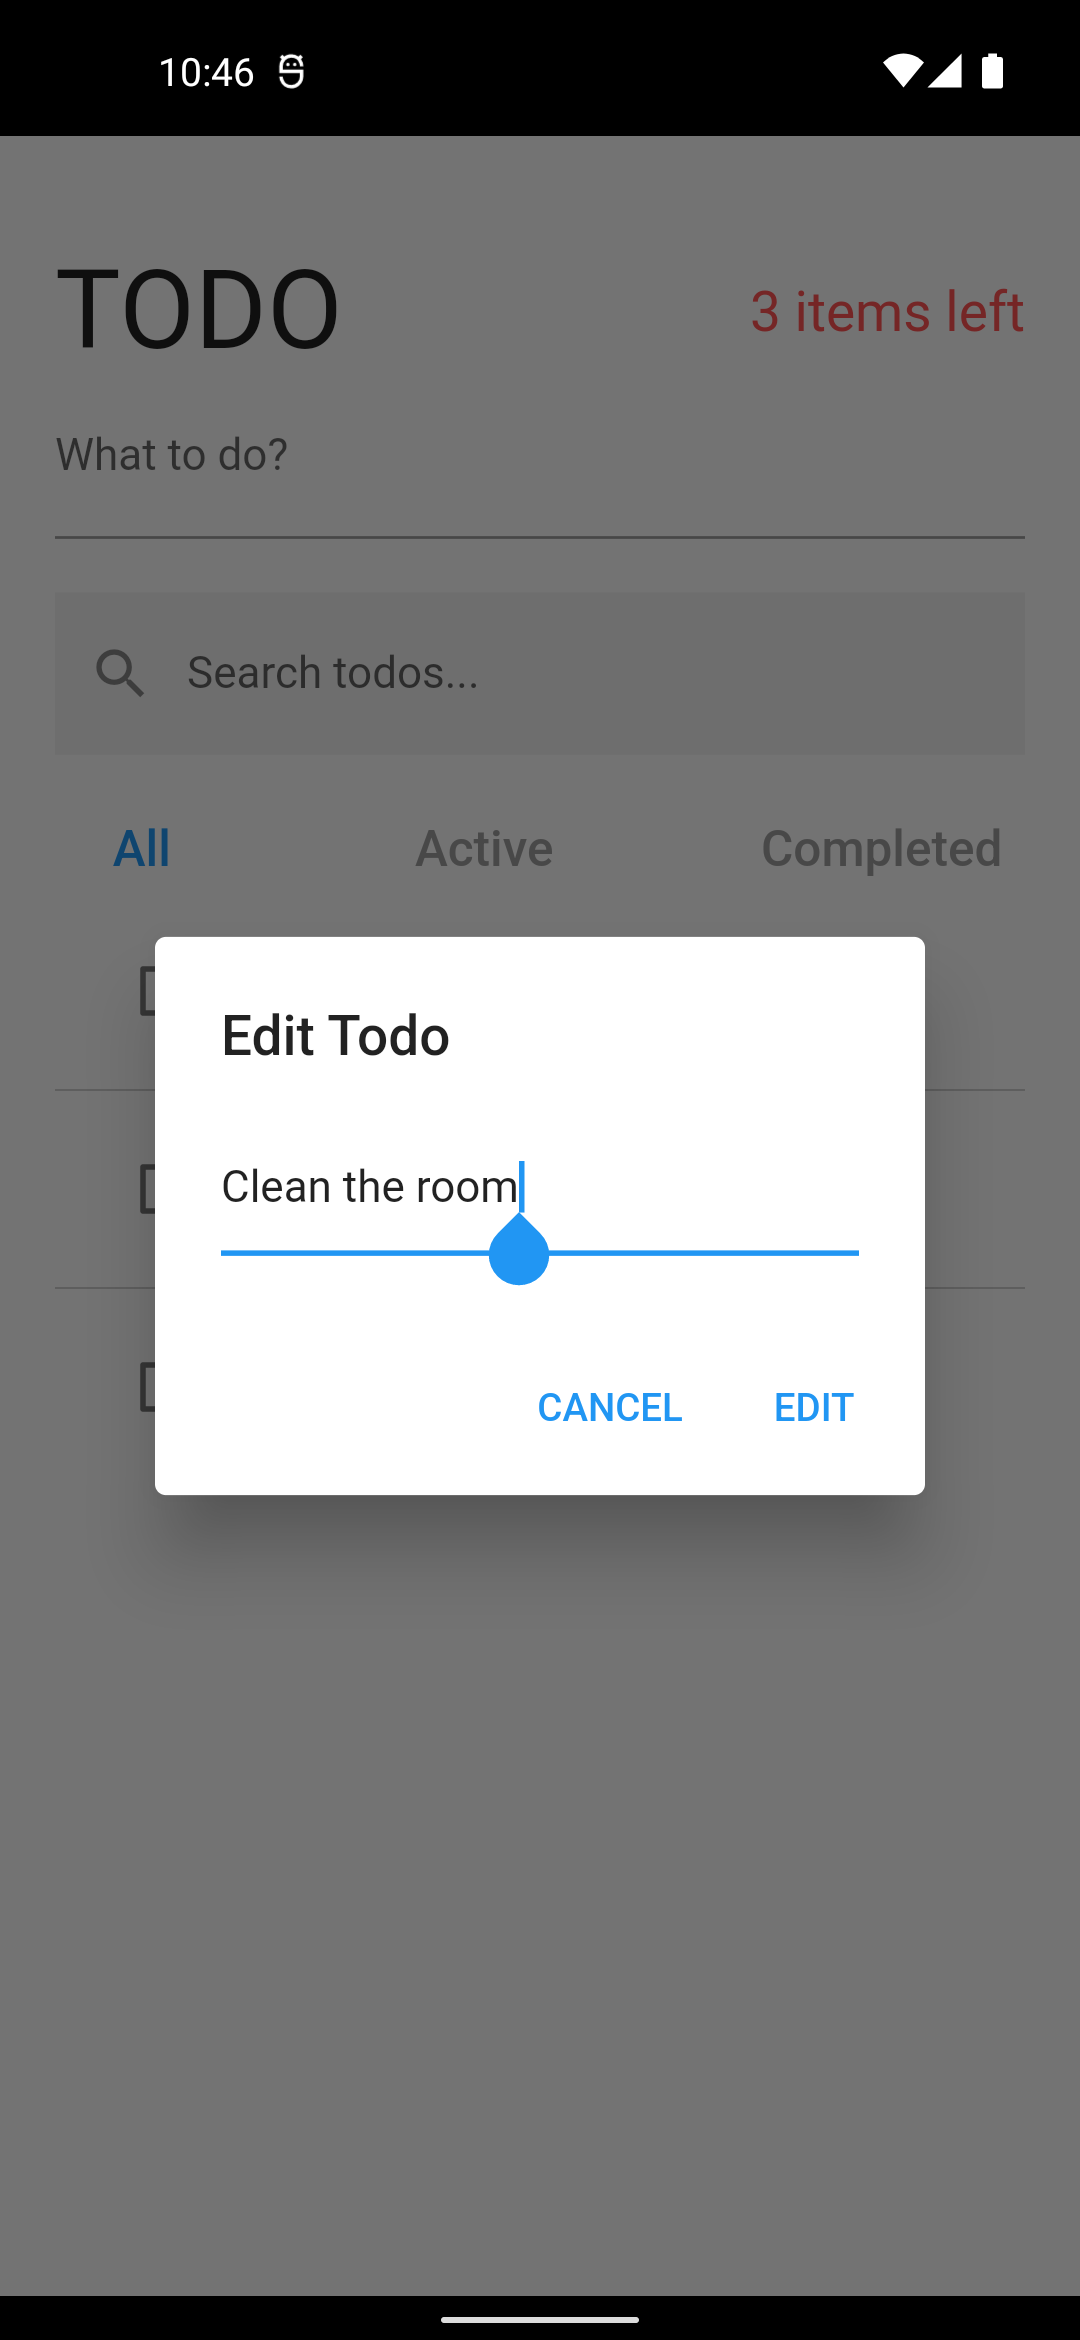 10:46
TODO
3 items left
What to do?
Search todos...
All
Active
Completed
Edit Todo
Clean the room
CANCEL
EDIT